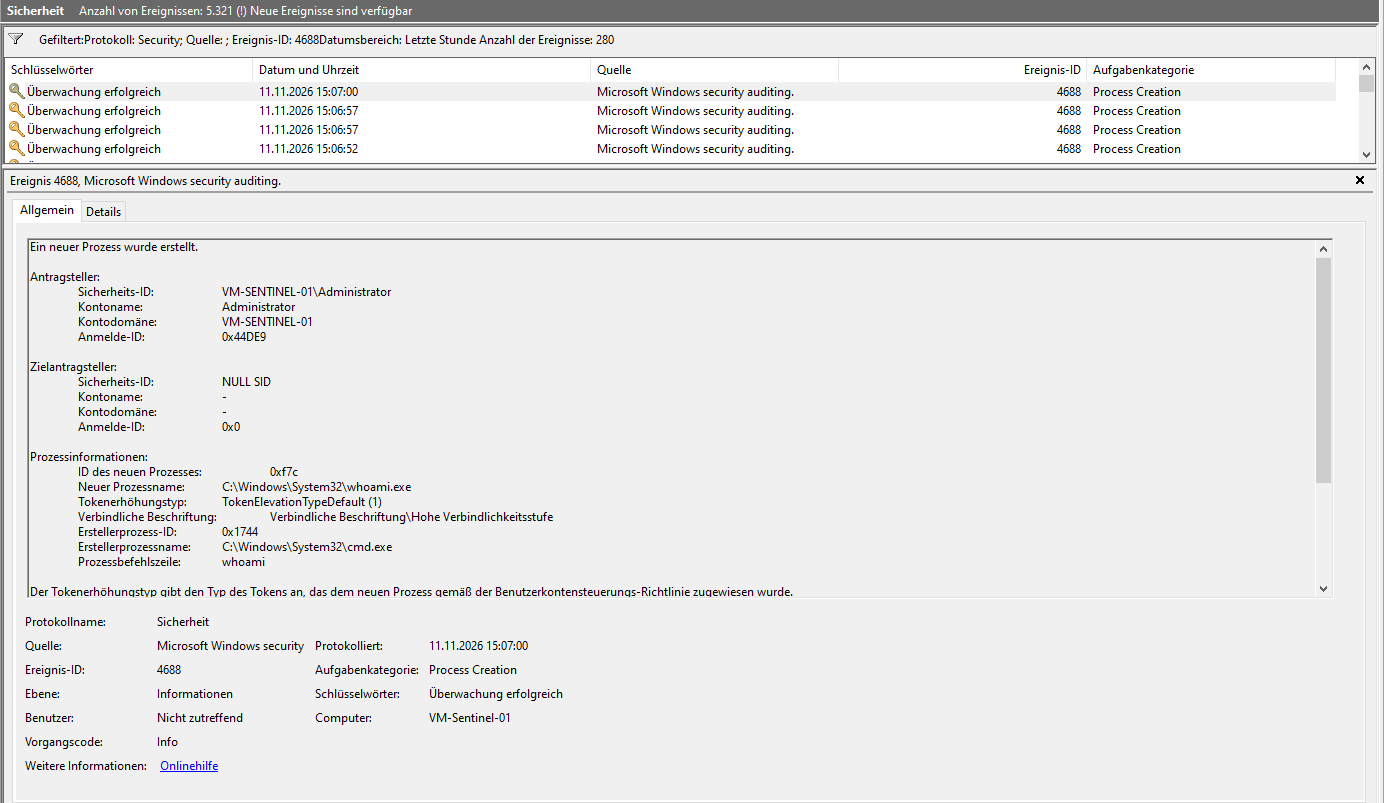 Sicherheit Anzahl von Ereignissen: 5.321 (!) Neue Ereignisse sind verfügbar
Gefiltert:Protokoll: Security; Quelle: ; Ereignis-ID: 4688Datumsbereich: Letzte Stunde Anzahl der Ereignisse: 280
Schlüsselwörter Datum und Uhrzeit Quelle Ereignis-ID Aufgabenkategorie
Überwachung erfolgreich 11.11.2026 15:07:00 Microsoft Windows security auditing. 4688 Process Creation
Überwachung erfolgreich 11.11.2026 15:06:57 Microsoft Windows security auditing. 4688 Process Creation
Überwachung erfolgreich 11.11.2026 15:06:57 Microsoft Windows security auditing. 4688 Process Creation
Überwachung erfolgreich 11.11.2026 15:06:52 Microsoft Windows security auditing. 4688 Process Creation
Ereignis 4688, Microsoft Windows security auditing.
Allgemein Details
Ein neuer Prozess wurde erstellt.
Antragsteller:
Sicherheits-ID: VM-SENTINEL-01\Administrator
Kontoname: Administrator
Kontodomäne: VM-SENTINEL-01
Anmelde-ID: 0x44DE9
Zielantragsteller:
Sicherheits-ID: NULL SID
Kontoname: -
Kontodomäne: -
Anmelde-ID: 0x0
Prozessinformationen:
ID des neuen Prozesses: 0xf7c
Neuer Prozessname: C:\Windows\System32\whoami.exe
Tokenerhöhungstyp: TokenElevationTypeDefault (1)
Verbindliche Beschriftung: Verbindliche Beschriftung\Hohe Verbindlichkeitsstufe
Erstellerprozess-ID: 0x1744
Erstellerprozessname: C:\Windows\System32\cmd.exe
Prozessbefehlszeile: whoami
Der Tokenerhöhungstyp gibt den Typ des Tokens an, das dem neuen Prozess gemäß der Benutzerkontensteuerungs-Richtlinie zugewiesen wurde.
Protokollname: Sicherheit
Quelle: Microsoft Windows security Protokolliert: 11.11.2026 15:07:00
Ereignis-ID: 4688 Aufgabenkategorie: Process Creation
Ebene: Informationen Schlüsselwörter: Überwachung erfolgreich
Benutzer: Nicht zutreffend Computer: VM-Sentinel-01
Vorgangscode: Info
Weitere Informationen: Onlinehilfe